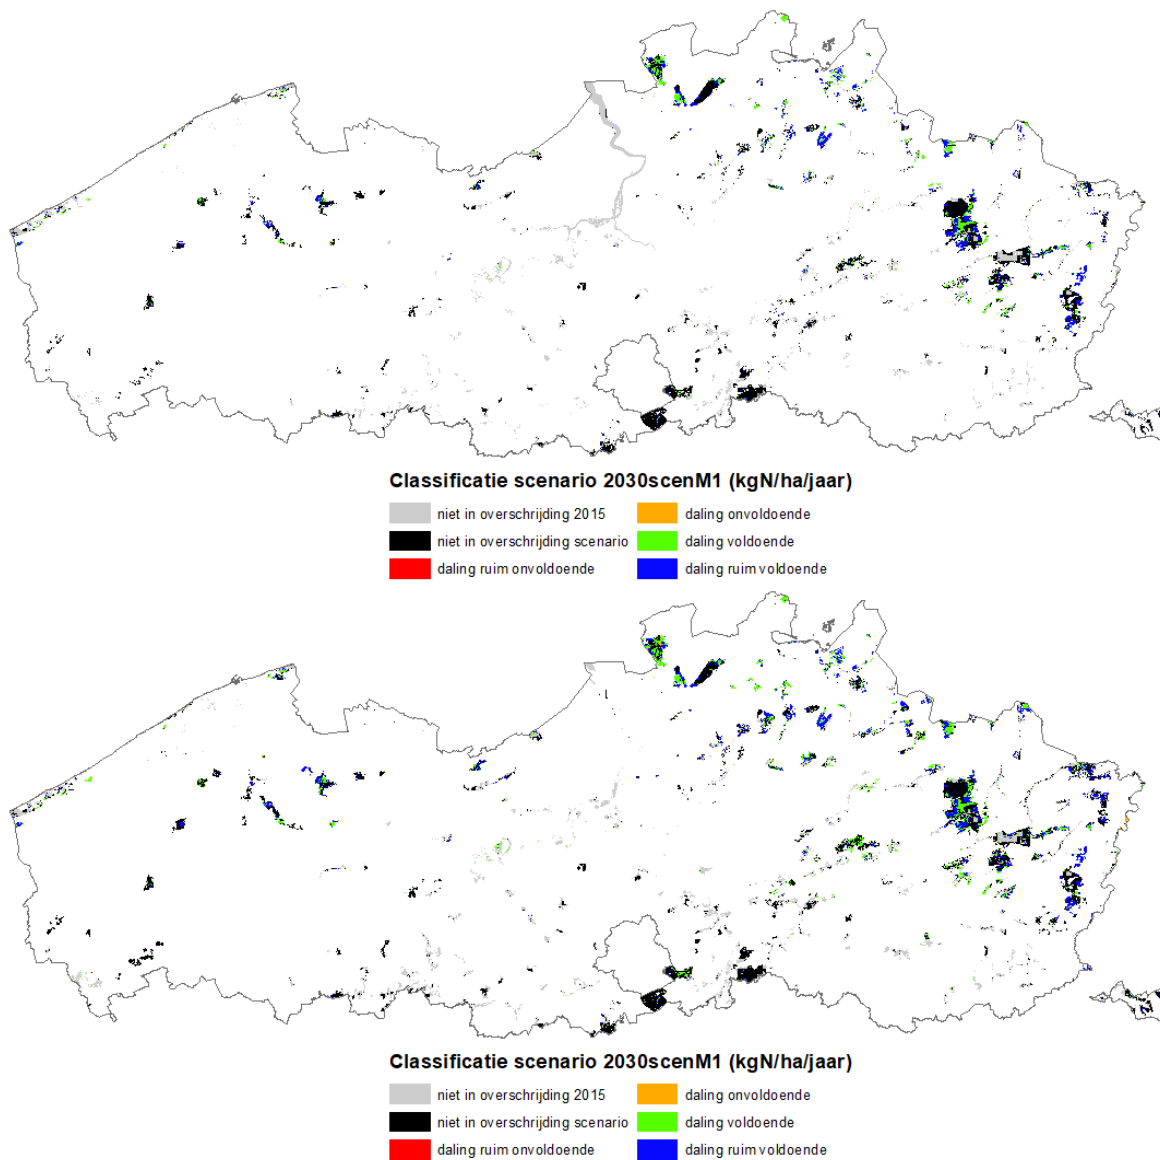 Classificatie scenario 2030scenM1 (kgN/ha/jaar)
niet in overschrijding 2015
daling onvoldoende
niet in overschrijding scenario
daling voldoende
daling ruim onvoldoende
daling ruim voldoende
Classificatie scenario 2030scenM1 (kgN/ha/jaar)
niet in overschrijding 2015
daling onvoldoende
niet in overschrijding scenario
daling voldoende
daling ruim onvoldoende
daling ruim voldoende